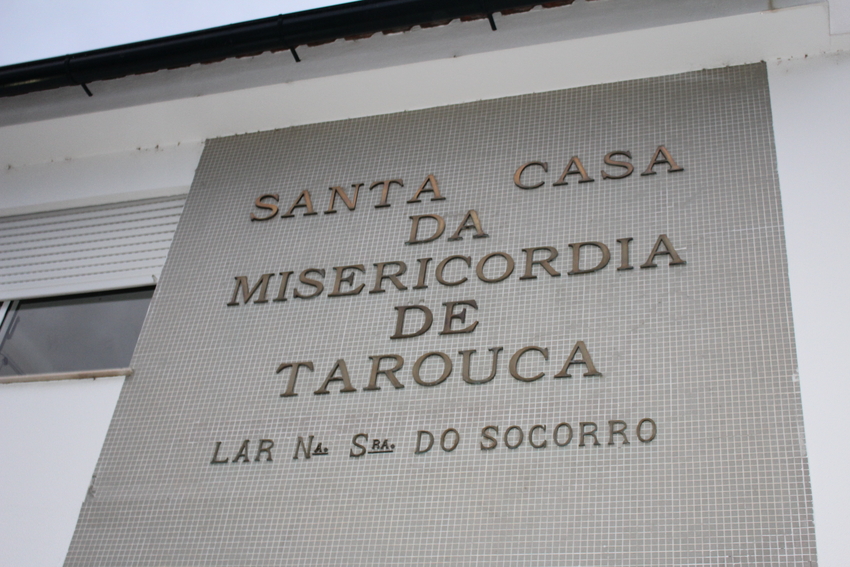 SANTA CASA
DA
MISERICORDIA
DE
TAROUCA
LAR NA. SRA. DO SOCORRO